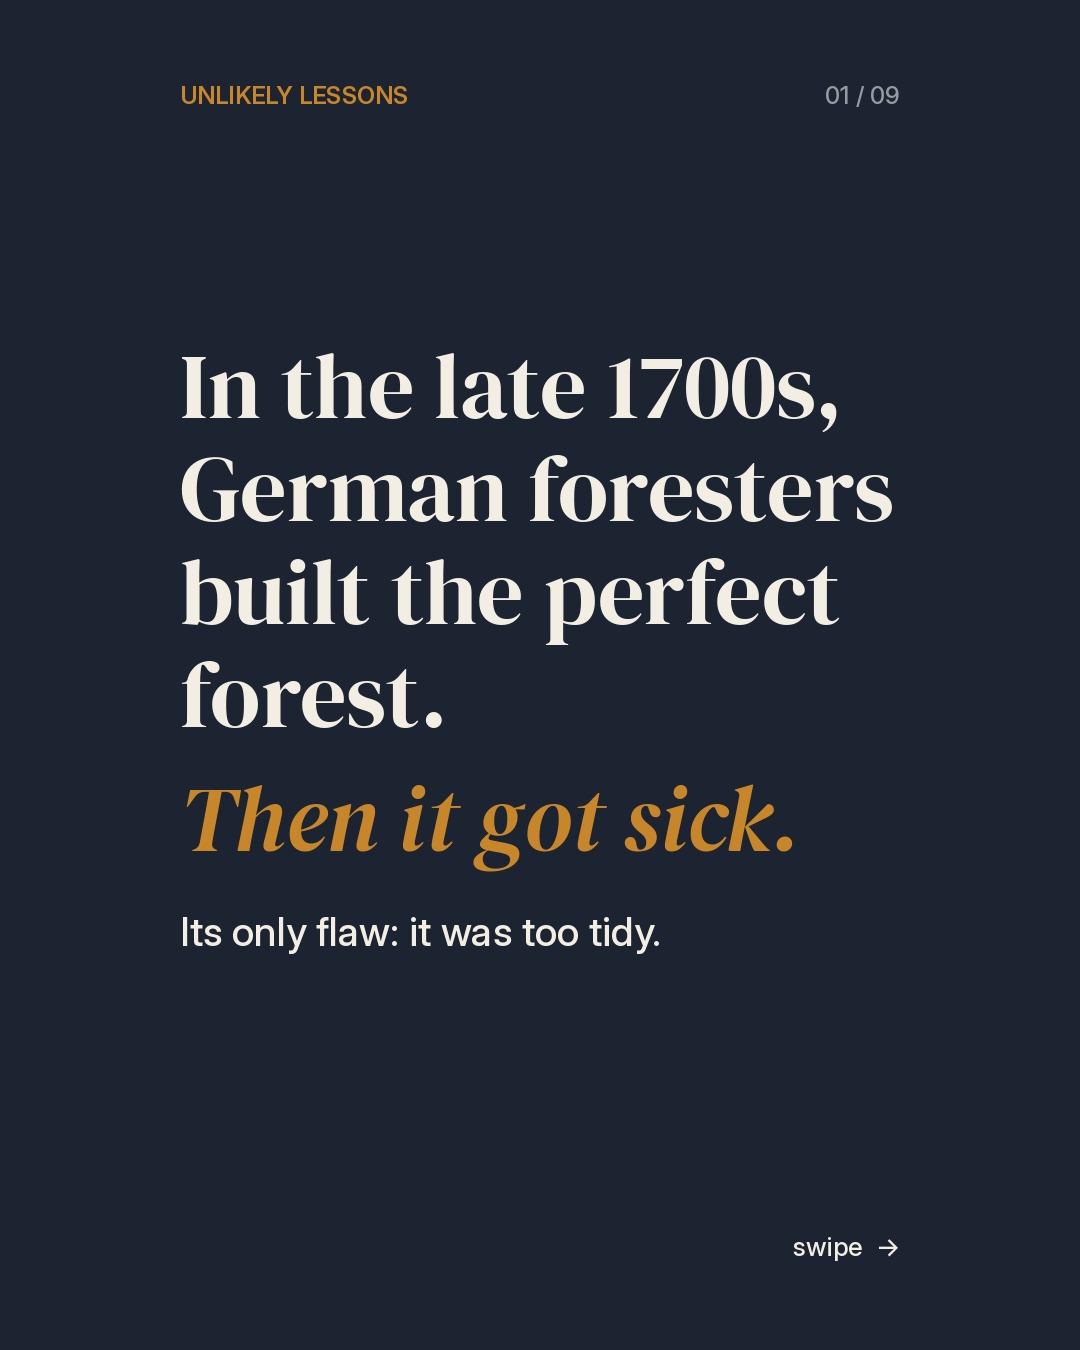 UNLIKELY LESSONS
01 / 09
In the late 1700s,
German foresters
built the perfect
forest.
Then it got sick.
Its only flaw: it was too tidy.
swipe →